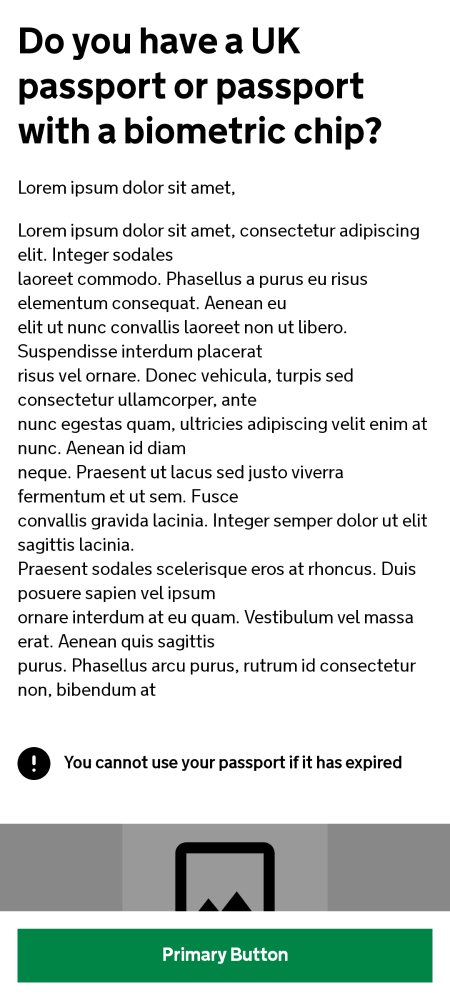 Do you have a UK
passport or passport
with a biometric chip?
Lorem ipsum dolor sit amet,
Lorem ipsum dolor sit amet, consectetur adipiscing
elit. Integer sodales
laoreet commodo. Phasellus a purus eu risus
elementum consequat. Aenean eu
elit ut nunc convallis laoreet non ut libero.
Suspendisse interdum placerat
risus vel ornare. Donec vehicula, turpis sed
consectetur ullamcorper, ante
nunc egestas quam, ultricies adipiscing velit enim at
nunc. Aenean id diam
neque. Praesent ut lacus sed justo viverra
fermentum et ut sem. Fusce
convallis gravida lacinia. Integer semper dolor ut elit
sagittis lacinia.
Praesent sodales scelerisque eros at rhoncus. Duis
posuere sapien vel ipsum
ornare interdum at eu quam. Vestibulum vel massa
erat. Aenean quis sagittis
purus. Phasellus arcu purus, rutrum id consectetur
non, bibendum at
You cannot use your passport if it has expired
Primary Button